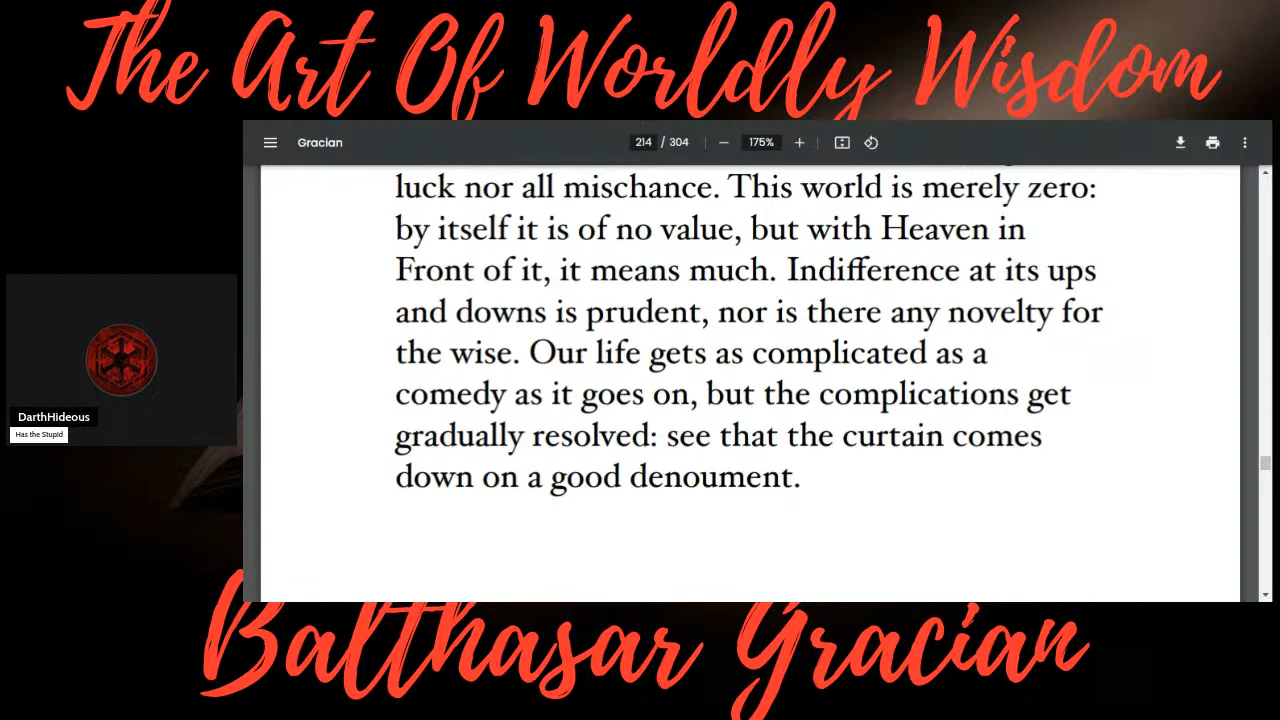 The Art Of Worldly Wisdom
Gracian
214 / 304
175%
luck nor all mischance. This world is merely zero:
by itself it is of no value, but with Heaven in
Front of it, it means much. Indifference at its ups
and downs is prudent, nor is there any novelty for
the wise. Our life gets as complicated as a
comedy as it goes on, but the complications get
gradually resolved: see that the curtain comes
down on a good denoument.
DarthHideous
Has the Stupid
Balthasar Gracian